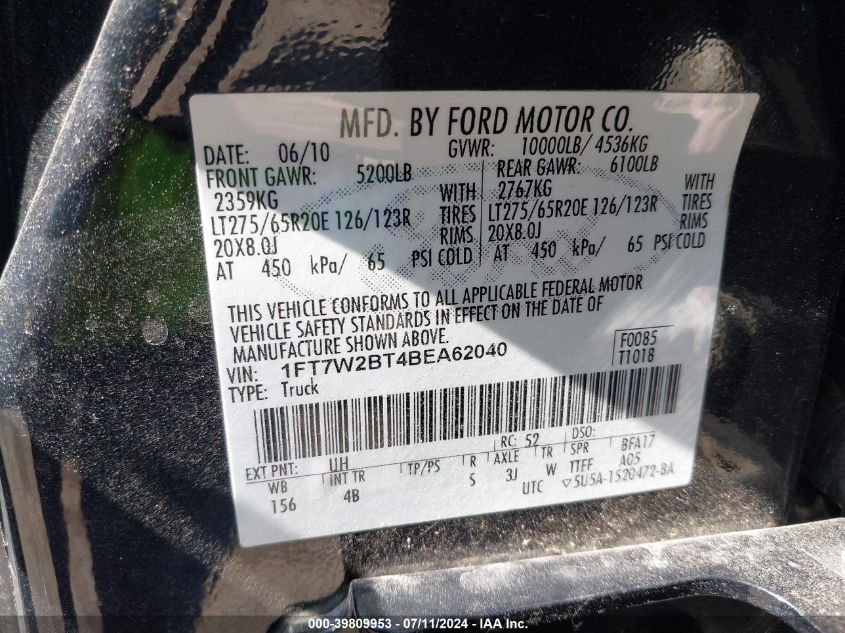 MFD. BY FORD MOTOR CO.
DATE: 06/10 GVWR: 10000LB/ 4536KG
FRONT GAWR: 5200LB REAR GAWR: 6100LB
2359KG WITH 2767KG WITH
LT275/65R20E 126/123R TIRES LT275/65R20E 126/123R TIRES
20X8.0J RIMS 20X8.0J RIMS
AT 450 kPa/ 65 PSI COLD AT 450 kPa/ 65 PSI COLD
THIS VEHICLE CONFORMS TO ALL APPLICABLE FEDERAL MOTOR
VEHICLE SAFETY STANDARDS IN EFFECT ON THE DATE OF
MANUFACTURE SHOWN ABOVE.
VIN: 1FT7W2BT4BEA62040 F0085
TYPE: Truck T1018
RC: 52 DSO:
EXT PNT: UH BFA17
WB INT TR TP/PS R AXLE TR SPR A05
156 4B S 3J W TTFF
UTC ▽5U5A-1520472-BA
000-39809953 - 07/11/2024 - IAA Inc.